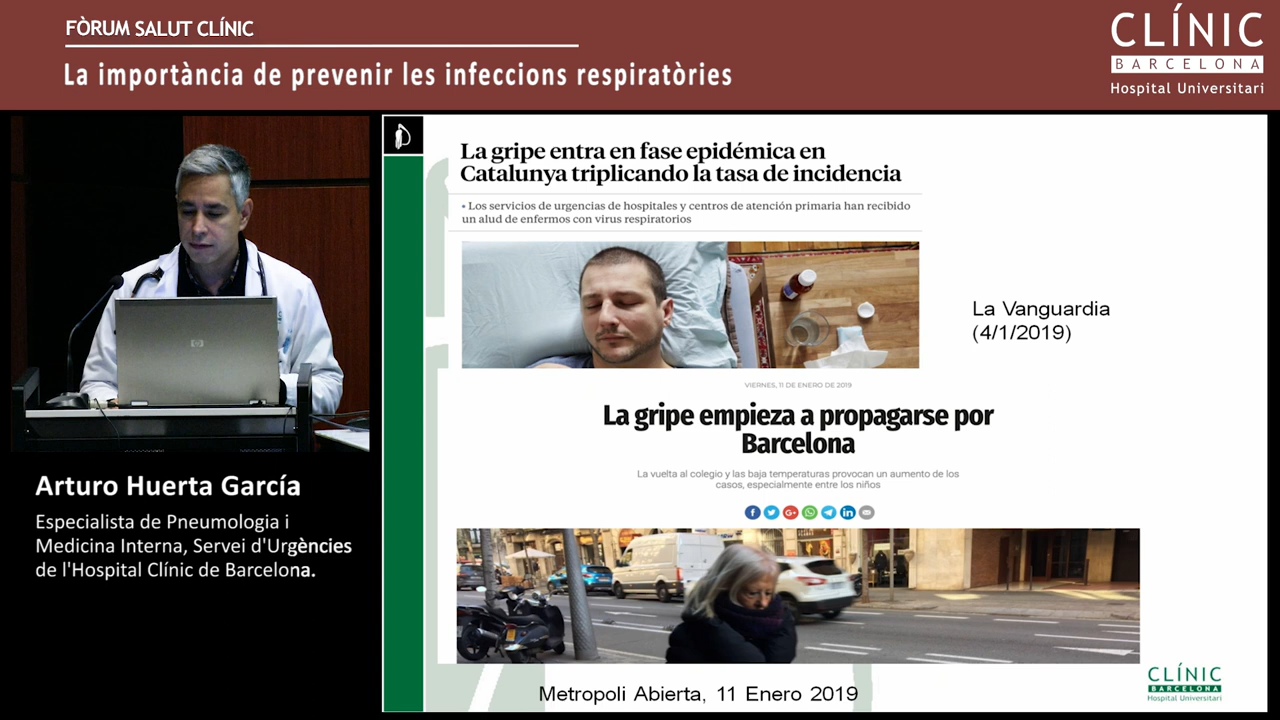 FÒRUM SALUT CLÍNIC
La importància de prevenir les infeccions respiratòries
CLÍNIC
BARCELONA
Hospital Universitari
La gripe entra en fase epidémica en
Catalunya triplicando la tasa de incidencia
• Los servicios de urgencias de hospitales y centros de atención primaria han recibido
un alud de enfermos con virus respiratorios
La Vanguardia
(4/1/2019)
VIERNES, 11 DE ENERO DE 2019
La gripe empieza a propagarse por
Barcelona
La vuelta al colegio y las baja temperaturas provocan un aumento de los
casos, especialmente entre los niños
Metropoli Abierta, 11 Enero 2019
CLÍNIC
BARCELONA
Hospital Universitari
hp
Arturo Huerta García
Especialista de Pneumologia i
Medicina Interna, Servei d'Urgències
de l'Hospital Clínic de Barcelona.